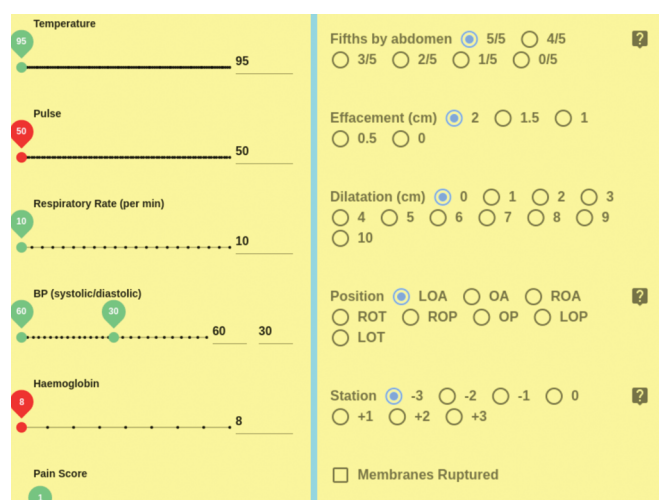 Temperature
95
95
Pulse
50
50
Respiratory Rate (per min)
10
10
BP (systolic/diastolic)
60 30
60 30
Haemoglobin
8
8
Pain Score
1
Fifths by abdomen 5/5 4/5 ?
3/5 2/5 1/5 0/5
Effacement (cm) 2 1.5 1
0.5 0
Dilatation (cm) 0 1 2 3
4 5 6 7 8 9
10
Position LOA OA ROA ?
ROT ROP OP LOP
LOT
Station -3 -2 -1 0 ?
+1 +2 +3
Membranes Ruptured